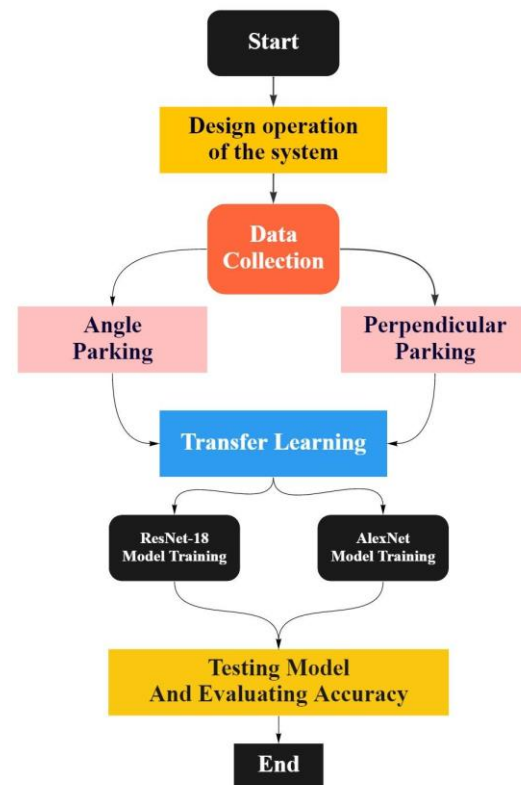 Start
Design operation
of the system
Data
Collection
Angle
Parking
Perpendicular
Parking
Transfer Learning
ResNet-18
Model Training
AlexNet
Model Training
Testing Model
And Evaluating Accuracy
End